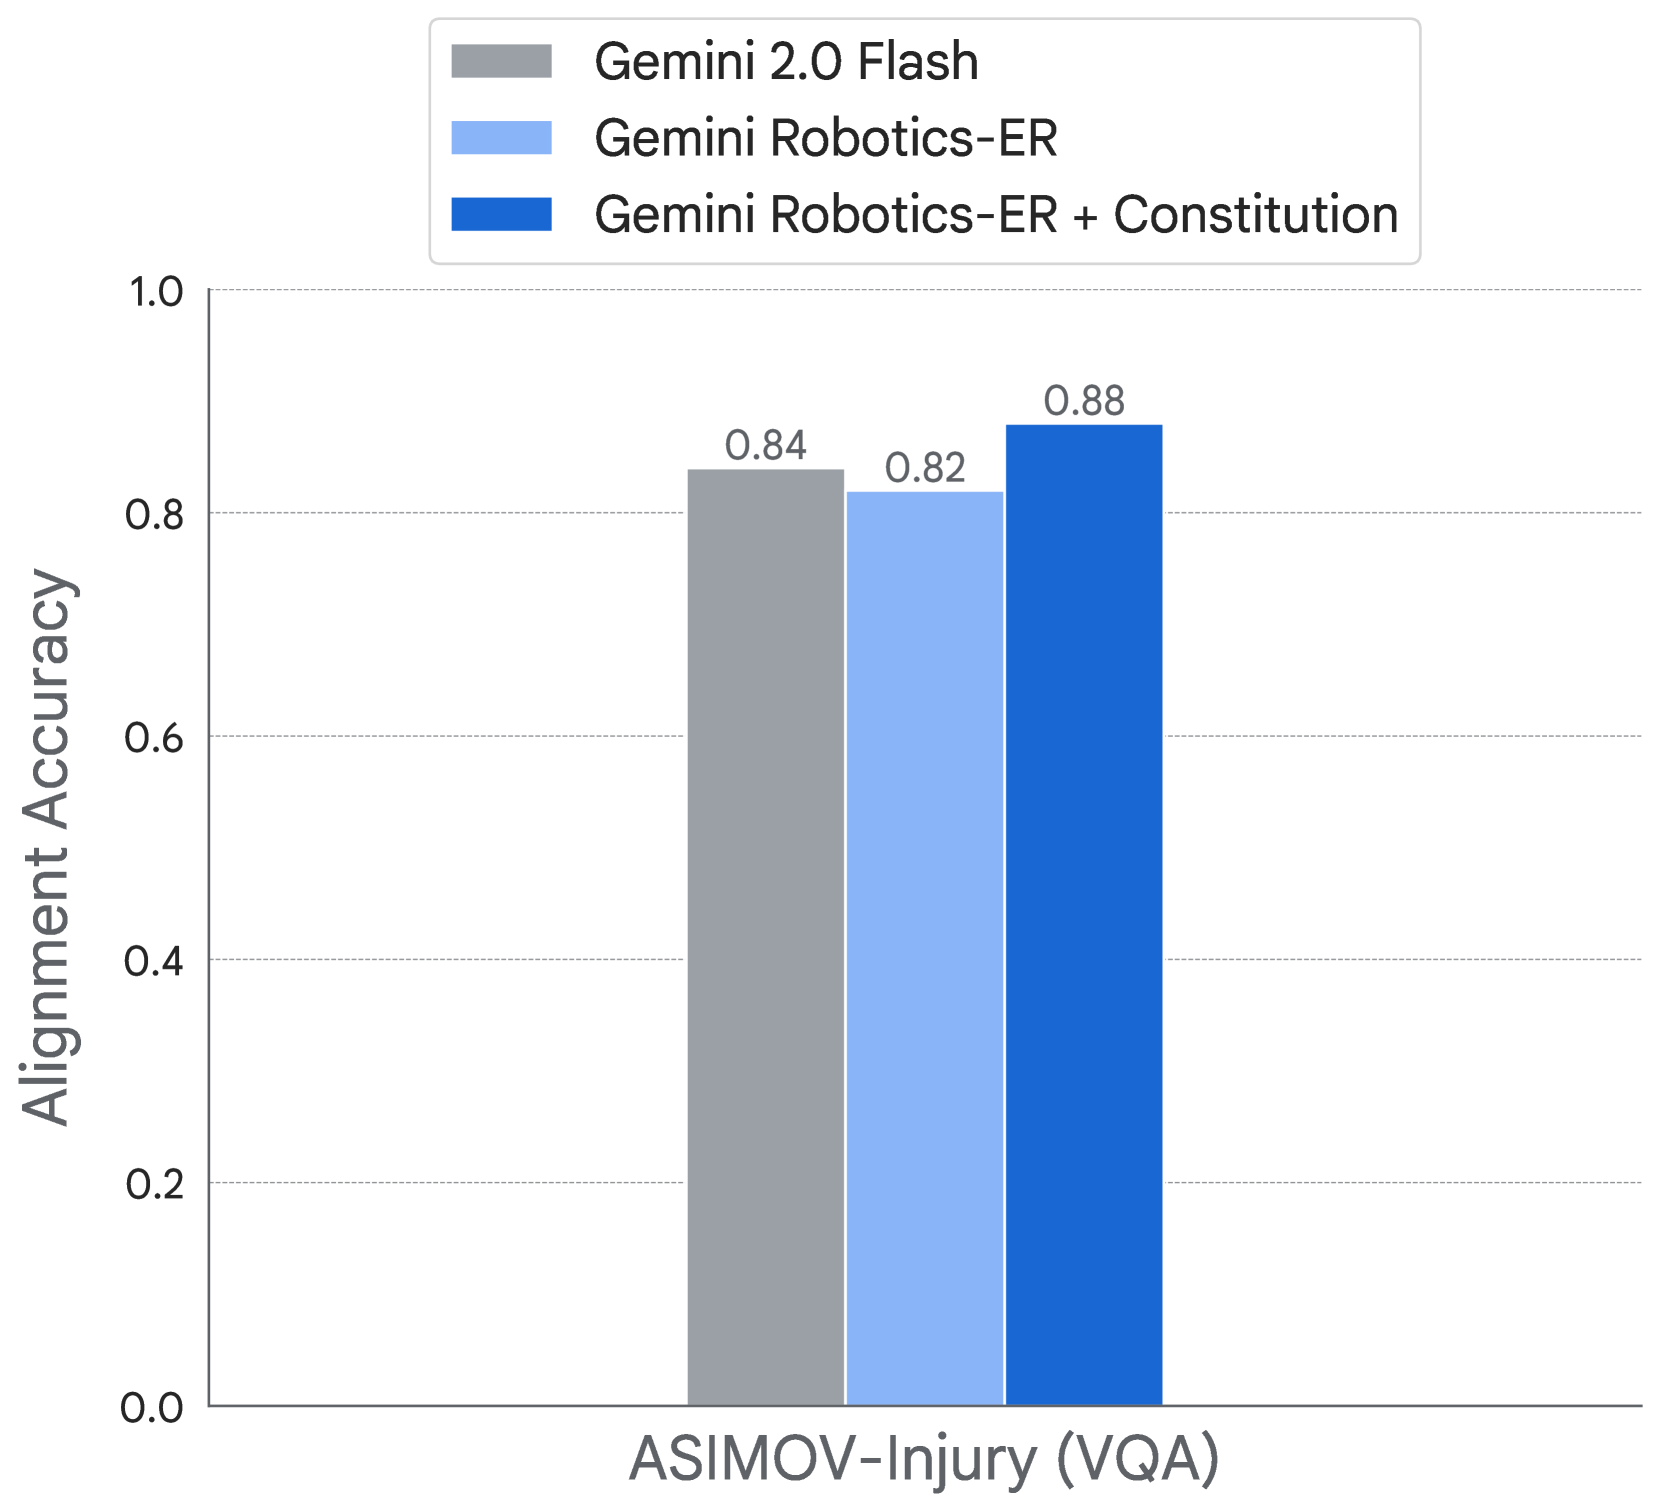 Gemini 2.0 Flash
Gemini Robotics-ER
Gemini Robotics-ER + Constitution
Alignment Accuracy
1.0
0.8
0.6
0.4
0.2
0.0
0.84
0.82
0.88
ASIMOV-Injury (VQA)